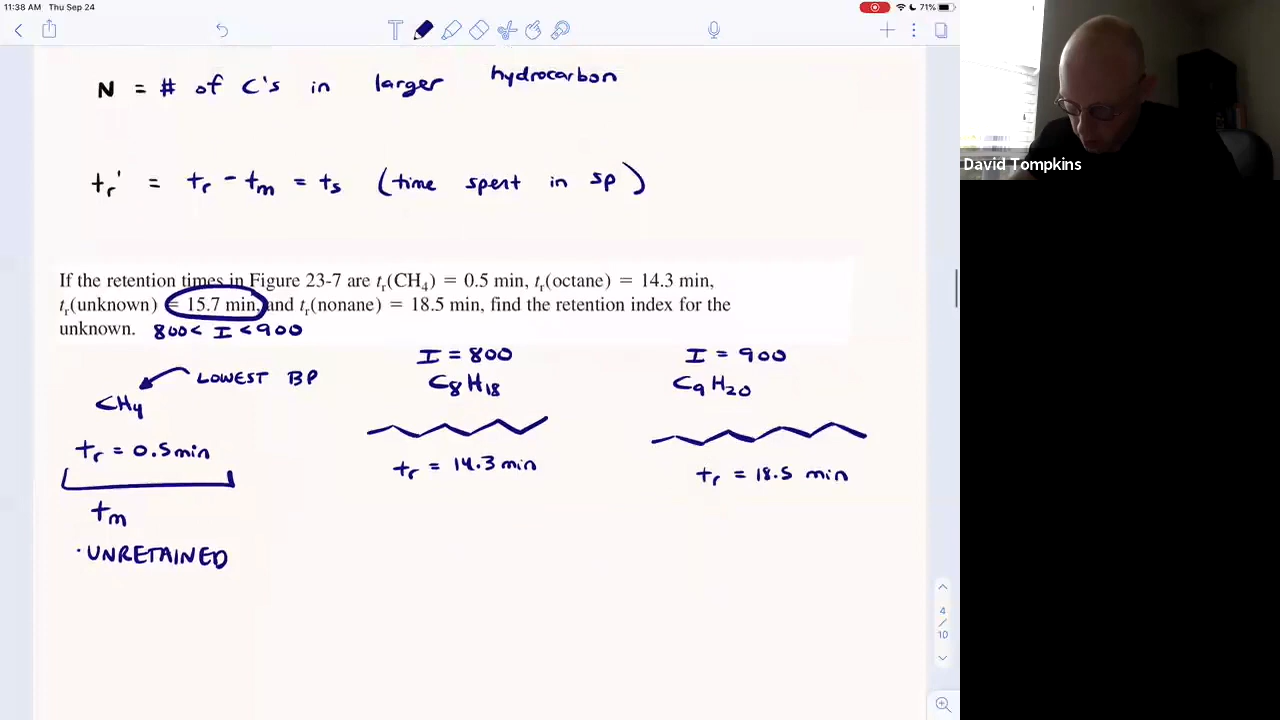 11:38 AM Thu Sep 24
71%
N = # of C's in larger hydrocarbon
tr' = tr - tm = ts (time spent in sp)
If the retention times in Figure 23-7 are tr(CH4) = 0.5 min, tr(octane) = 14.3 min,
tr(unknown) = 15.7 min, and tr(nonane) = 18.5 min, find the retention index for the
unknown. 800 < I < 900
I = 800
I = 900
LOWEST BP
C8H18
C9H20
CH4
tr = 0.5 min
tr = 14.3 min
tr = 18.5 min
tm
· UNRETAINED
4
/
10
David Tompkins